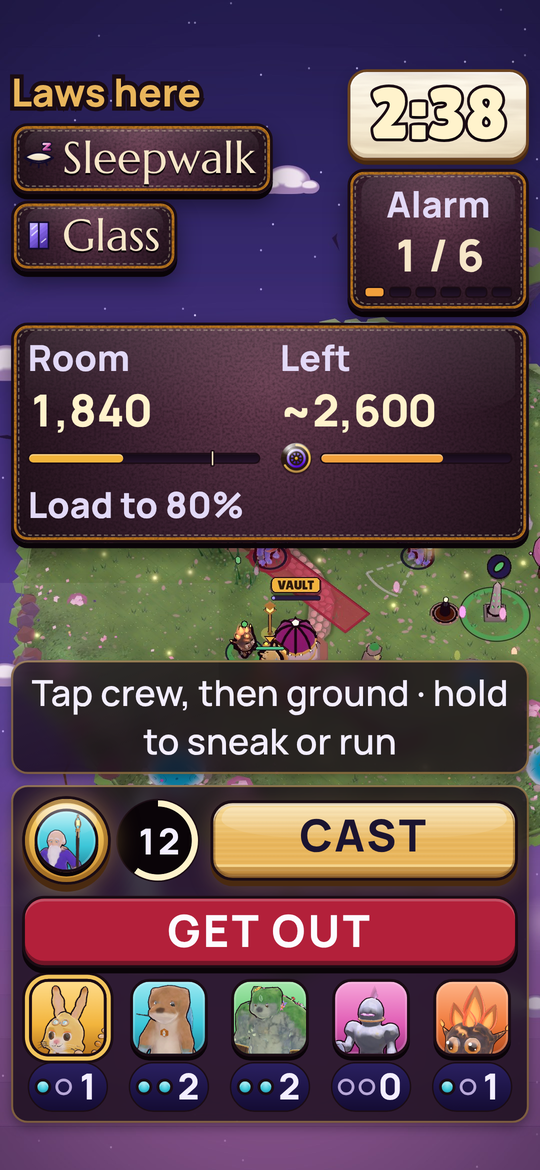 Laws here
2:38
Sleepwalk
Alarm
1 / 6
Glass
Room
Left
1,840
~2,600
Load to 80%
VAULT
Tap crew, then ground · hold
to sneak or run
12
CAST
GET OUT
1
2
2
0
1